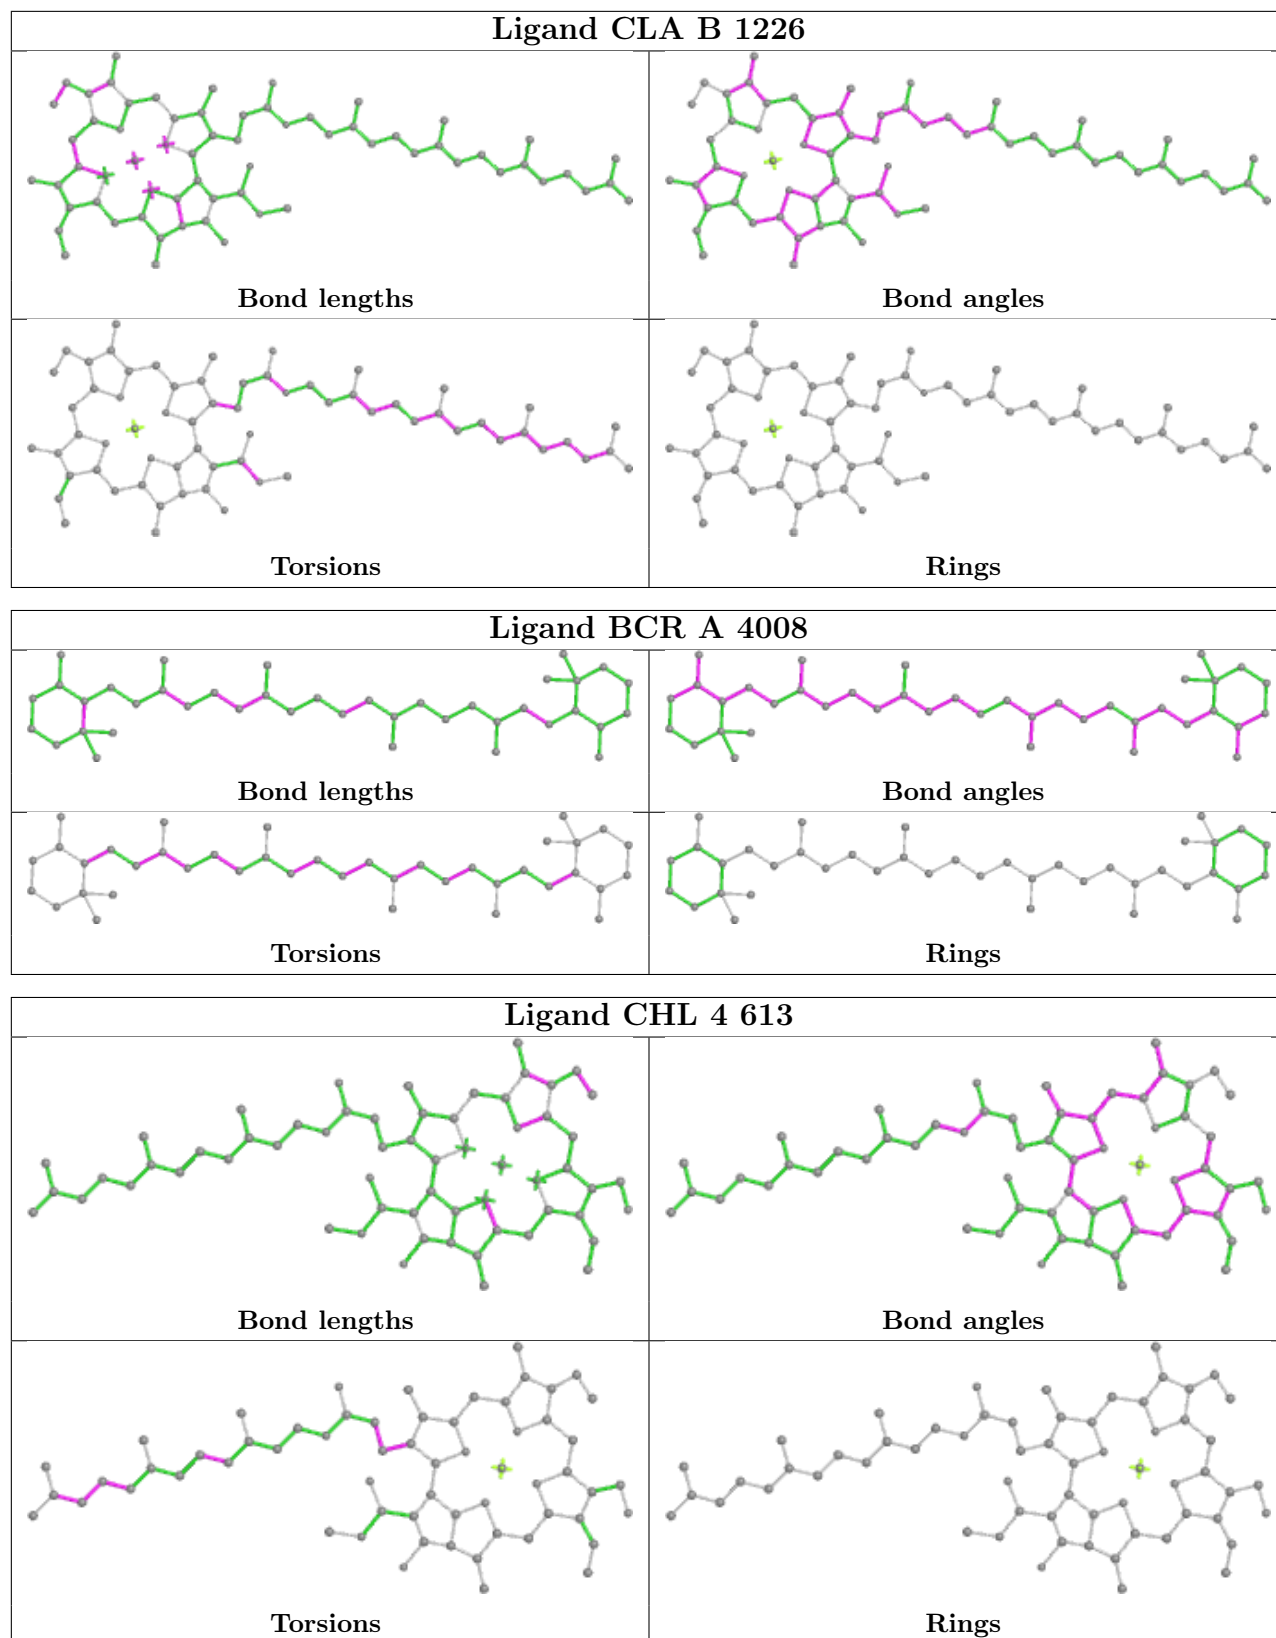 Ligand CLA B 1226
Bond lengths
Bond angles
Torsions
Rings
Ligand BCR A 4008
Bond lengths
Bond angles
Torsions
Rings
Ligand CHL 4 613
Bond lengths
Bond angles
Torsions
Rings